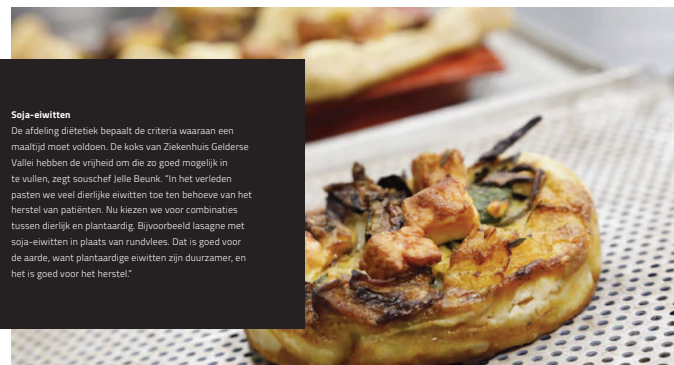 Soja-eiwitten
De afdeling diëtetiek bepaalt de criteria waaraan een
maaltijd moet voldoen. De koks van Ziekenhuis Gelderse
Vallei hebben de vrijheid om die zo goed mogelijk in
te vullen, zegt souschef Jelle Beunk. “In het verleden
pasten we veel dierlijke eiwitten toe ten behoeve van het
herstel van patiënten. Nu kiezen we voor combinaties
tussen dierlijk en plantaardig. Bijvoorbeeld lasagne met
soja-eiwitten in plaats van rundvlees. Dat is goed voor
de aarde, want plantaardige eiwitten zijn duurzamer, en
het is goed voor het herstel.”